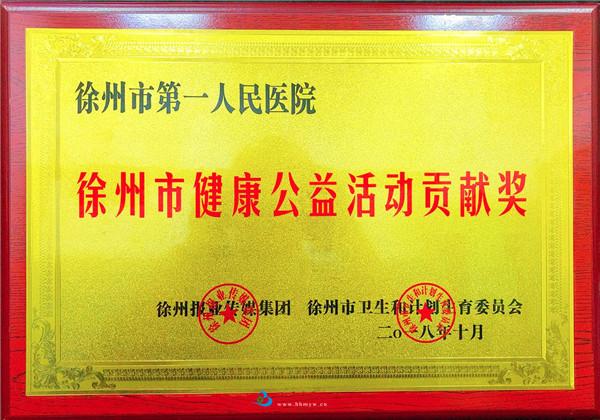 徐州市第一人民医院
徐州市健康公益活动贡献奖
徐州报业传媒集团 徐州市卫生和计划生育委员会
二〇一八年十月
www.hhmyw.cn